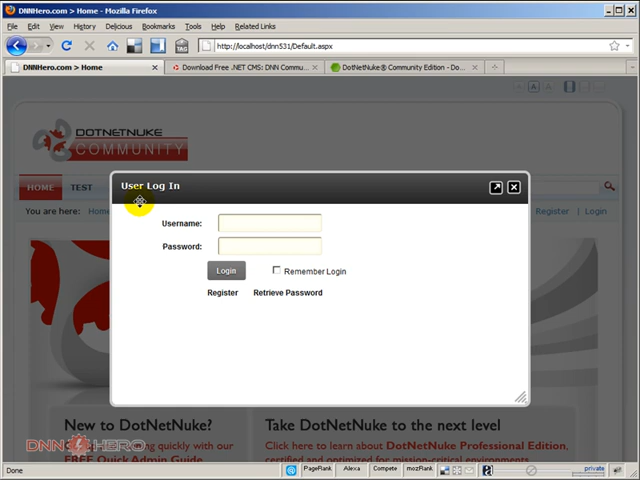 DNNHero.com > Home - Mozilla Firefox
File Edit View History Delicious Bookmarks Tools Help Related Links
http://localhost/dnn531/Default.aspx
DNNHero.com > Home
Download Free .NET CMS: DNN Commu...
DotNetNuke® Community Edition - Do...
DOTNETNUKE
COMMUNITY
HOME TEST
You are here: Home
Register | Login
User Log In
Username:
Password:
Login
Remember Login
Register Retrieve Password
New to DotNetNuke?
quickly with our
FREE Quick Admin Guide
Take DotNetNuke to the next level
Click here to learn about DotNetNuke Professional Edition,
certified and optimized for mission-critical environments.
DNN HERO
Done
PageRank Alexa Compete mozRank
private